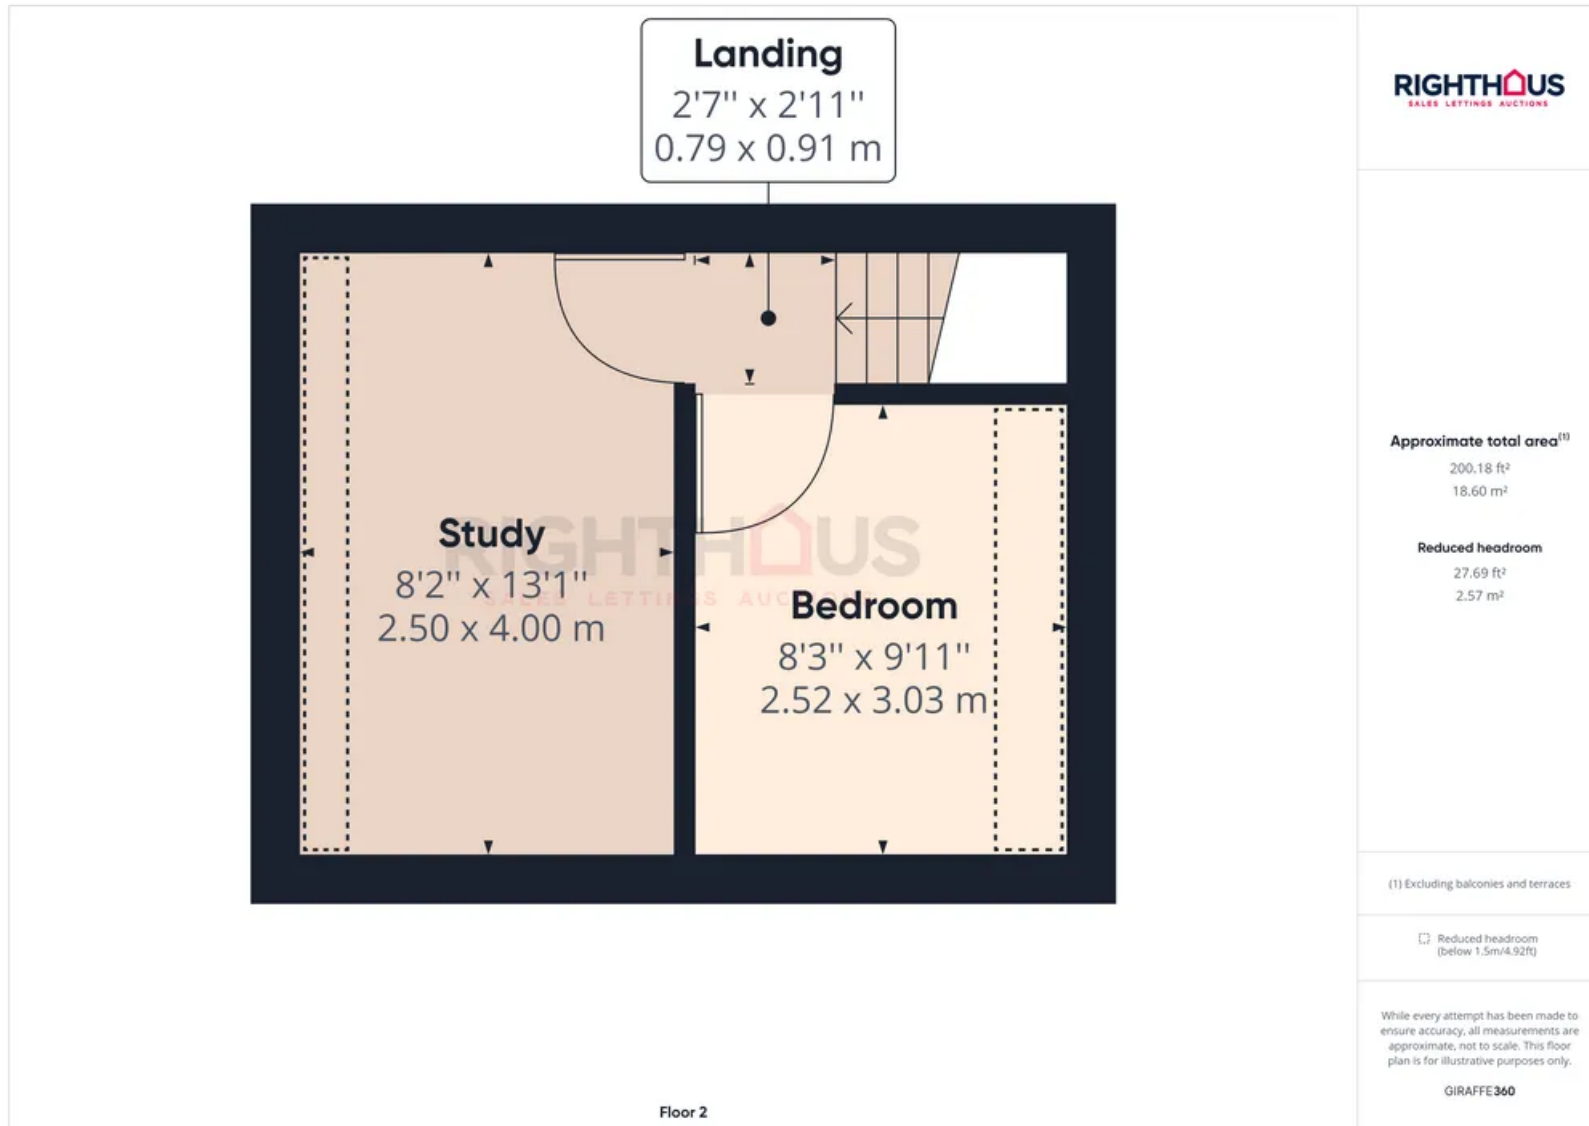 Landing
2'7" x 2'11"
0.79 x 0.91 m
Study
8'2" x 13'1"
2.50 x 4.00 m
Bedroom
8'3" x 9'11"
2.52 x 3.03 m
RIGHTHOUS
SALES LETTINGS AUCTIONS
Floor 2
RIGHTHOUS
SALES LETTINGS AUCTIONS
Approximate total area(1)
200.18 ft²
18.60 m²
Reduced headroom
27.69 ft²
2.57 m²
(1) Excluding balconies and terraces
Reduced headroom
(below 1.5m/4.92ft)
While every attempt has been made to
ensure accuracy, all measurements are
approximate, not to scale. This floor
plan is for illustrative purposes only.
GIRAFFE360